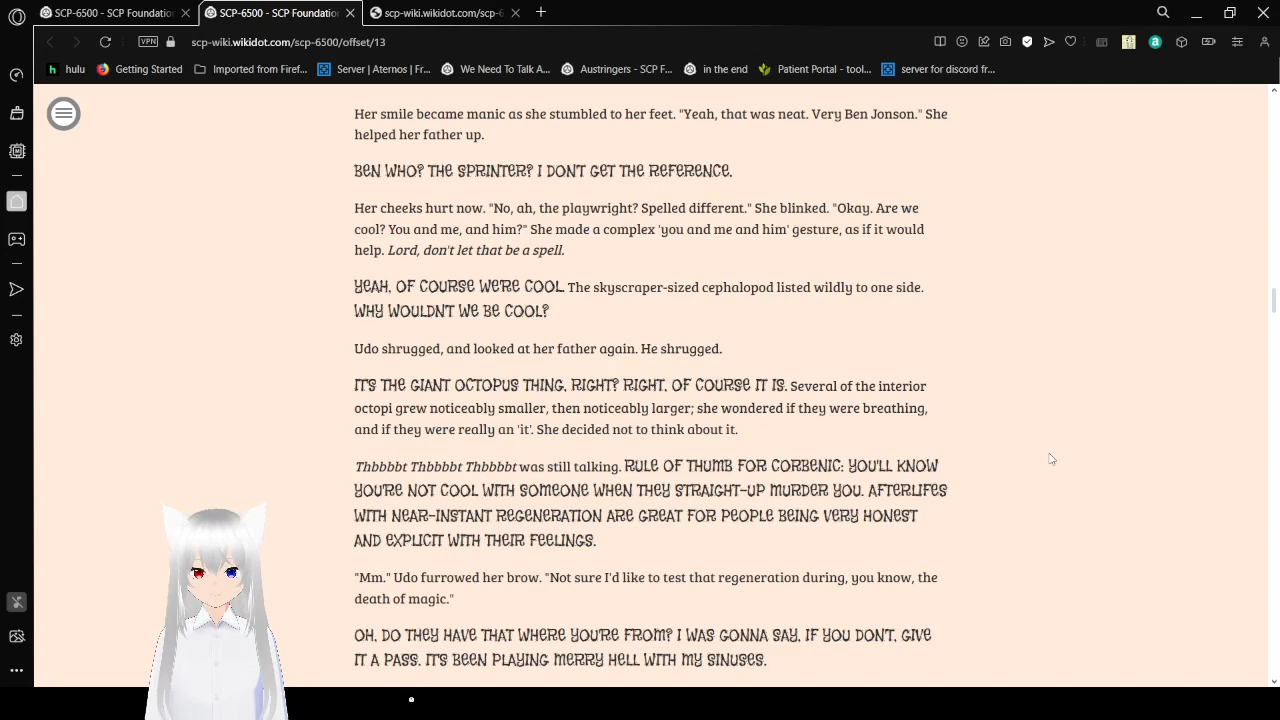 SCP-6500 - SCP Foundation
SCP-6500 - SCP Foundation
scp-wiki.wikidot.com/scp-6
VPN
scp-wiki.wikidot.com/scp-6500/offset/13
hulu
Getting Started
Imported from Firef...
Server | Aternos | Fr...
We Need To Talk A...
Austringers - SCP F...
in the end
Patient Portal - tool...
server for discord fr...
Her smile became manic as she stumbled to her feet. "Yeah, that was neat. Very Ben Jonson." She
helped her father up.
BEN WHO? THE SPRINTER? I DON'T GET THE REFERENCE.
Her cheeks hurt now. "No, ah, the playwright? Spelled different." She blinked. "Okay. Are we
cool? You and me, and him?" She made a complex 'you and me and him' gesture, as if it would
help. Lord, don't let that be a spell.
YEAH, OF COURSE WE'RE COOL. The skyscraper-sized cephalopod listed wildly to one side.
WHY WOULDN'T WE BE COOL?
Udo shrugged, and looked at her father again. He shrugged.
IT'S THE GIANT OCTOPUS THING, RIGHT? RIGHT, OF COURSE IT IS. Several of the interior
octopi grew noticeably smaller, then noticeably larger; she wondered if they were breathing,
and if they were really an 'it'. She decided not to think about it.
Thbbbbt Thbbbbt Thbbbbt was still talking. RULE OF THUMB FOR CORBENIC: YOU'LL KNOW
YOU'RE NOT COOL WITH SOMEONE WHEN THEY STRAIGHT-UP MURDER YOU. AFTERLIFES
WITH NEAR-INSTANT REGENERATION ARE GREAT FOR PEOPLE BEING VERY HONEST
AND EXPLICIT WITH THEIR FEELINGS.
"Mm." Udo furrowed her brow. "Not sure I'd like to test that regeneration during, you know, the
death of magic."
OH, DO THEY HAVE THAT WHERE YOU'RE FROM? I WAS GONNA SAY, IF YOU DON'T, GIVE
IT A PASS. IT'S BEEN PLAYING MERRY HELL WITH MY SINUSES.